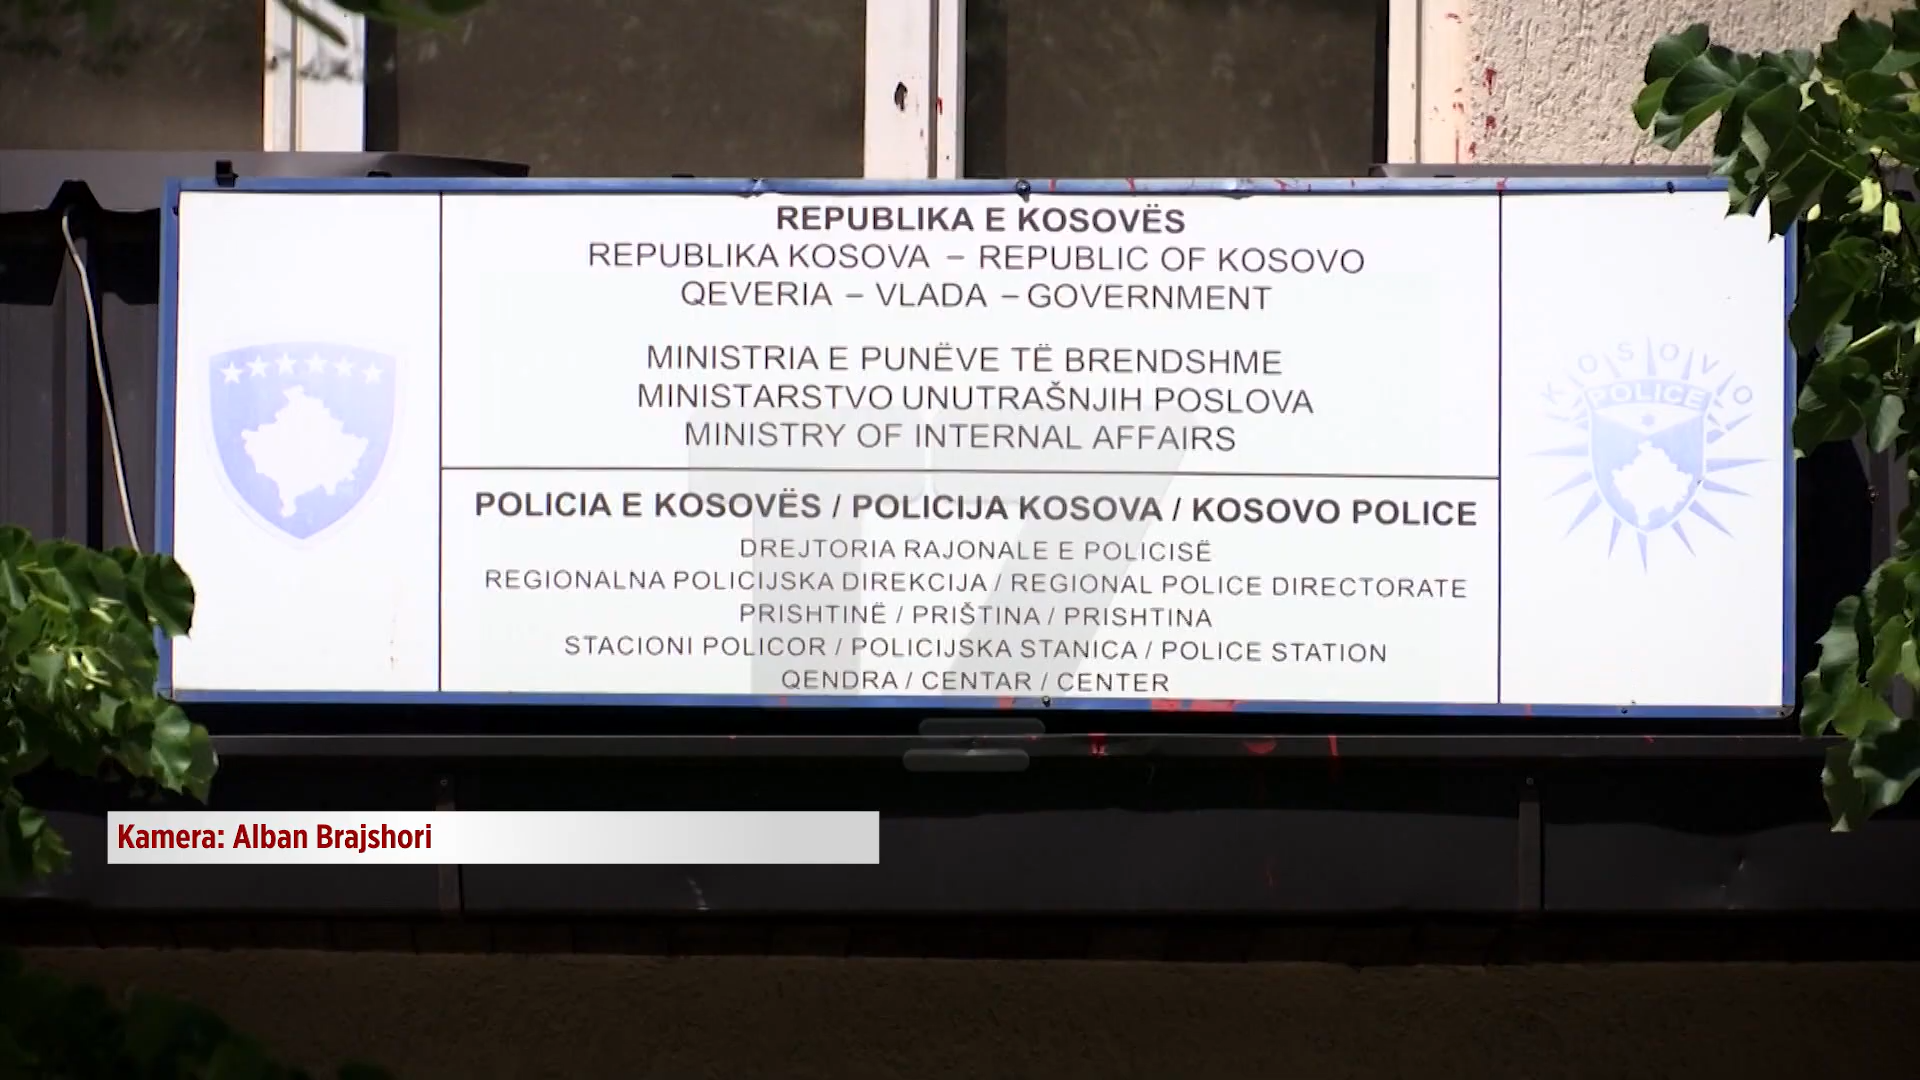 REPUBLIKA E KOSOVËS
REPUBLIKA KOSOVA – REPUBLIC OF KOSOVO
QEVERIA – VLADA – GOVERNMENT
MINISTRIA E PUNËVE TË BRENDSHME
MINISTARSTVO UNUTRAŠNJIH POSLOVA
MINISTRY OF INTERNAL AFFAIRS
POLICIA E KOSOVËS / POLICIJA KOSOVA / KOSOVO POLICE
DREJTORIA RAJONALE E POLICISË
REGIONALNA POLICIJSKA DIREKCIJA / REGIONAL POLICE DIRECTORATE
PRISHTINË / PRIŠTINA / PRISHTINA
STACIONI POLICOR / POLICIJSKA STANICA / POLICE STATION
QENDRA / CENTAR / CENTER
KOSOVO
POLICE
Kamera: Alban Brajshori